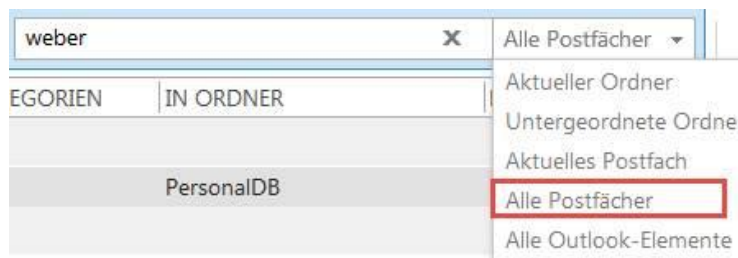 weber x Alle Postfächer
Aktueller Ordner
EGORIEN IN ORDNER
Untergeordnete Ordne
Aktuelles Postfach
PersonalDB
Alle Postfächer
Alle Outlook-Elemente